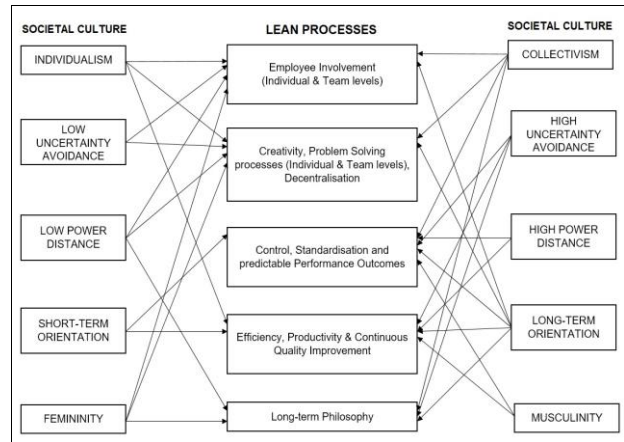 SOCIETAL CULTURE
LEAN PROCESSES
SOCIETAL CULTURE
INDIVIDUALISM
LOW
UNCERTAINTY
AVOIDANCE
LOW POWER
DISTANCE
SHORT-TERM
ORIENTATION
FEMININITY
Employee Involvement
(Individual & Team levels)
Creativity, Problem Solving
processes (Individual & Team levels),
Decentralisation
Control, Standardisation and
predictable Performance Outcomes
Efficiency, Productivity & Continuous
Quality Improvement
Long-term Philosophy
COLLECTIVISM
HIGH
UNCERTAINTY
AVOIDANCE
HIGH POWER
DISTANCE
LONG-TERM
ORIENTATION
MUSCULINITY